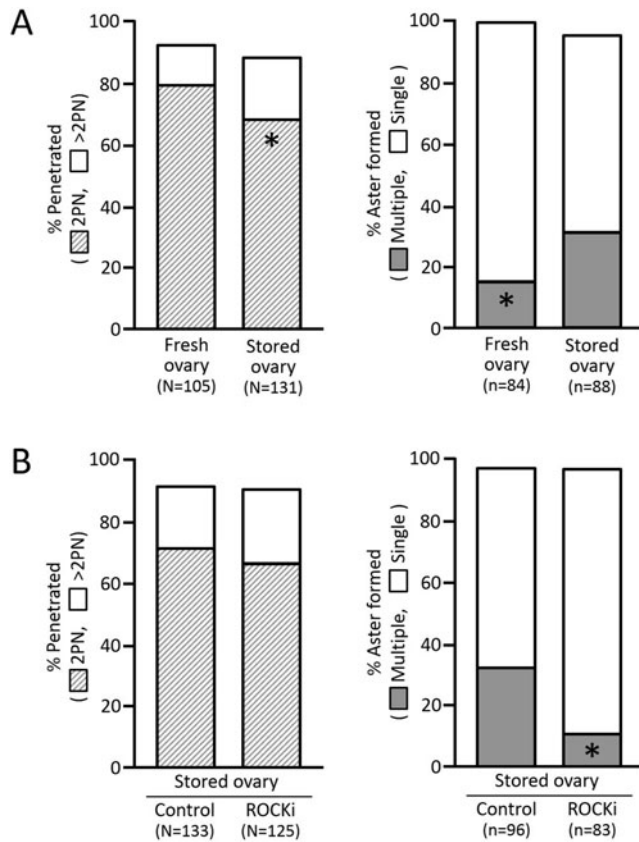 A
100
80
60
40
20
0
% Penetrated
( 2PN, >2PN)
*
Fresh ovary (N=105)
Stored ovary (N=131)
100
80
60
40
20
0
% Aster formed
( Multiple, Single )
*
Fresh ovary (n=84)
Stored ovary (n=88)
B
100
80
60
40
20
0
% Penetrated
( 2PN, >2PN)
Stored ovary
Control (N=133)
ROCKi (N=125)
100
80
60
40
20
0
% Aster formed
( Multiple, Single )
*
Stored ovary
Control (n=96)
ROCKi (n=83)